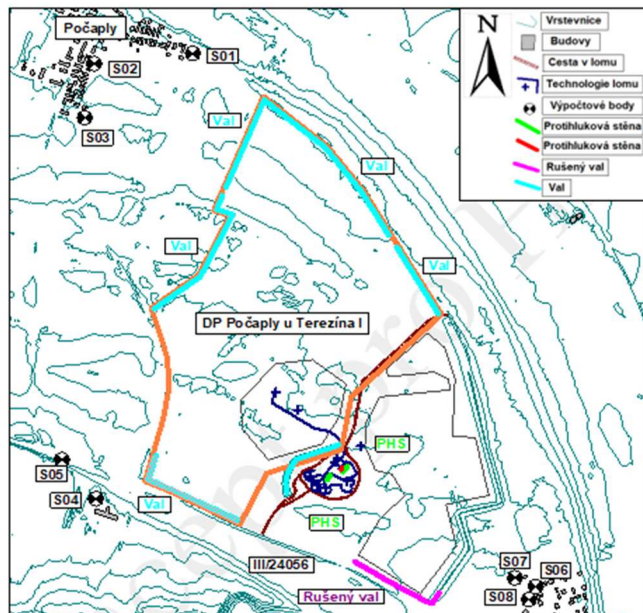 Počaply
S01
S02
S03
N
Vrstevnice
Budovy
Cesta v lomu
Technologie lomu
Výpočtové body
Protihluková stěna
Protihluková stěna
Rušený val
Val
Val
Val
Val
Val
DP Počaply u Terezína I
PHS
S05
S04
Val
PHS
III/24056
Rušený val
S07
S06
S08